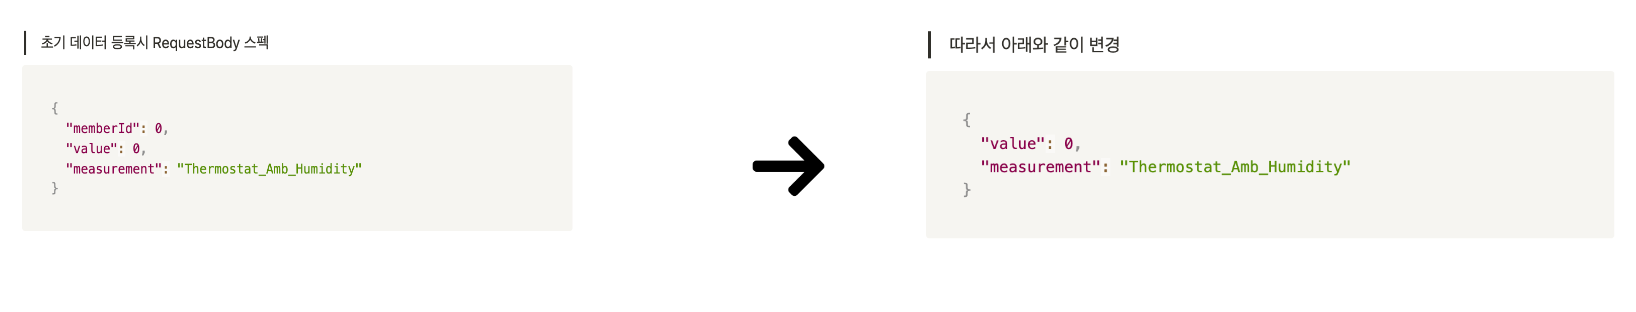 초기 데이터 등록시 RequestBody 스펙
{
"memberId": 0,
"value": 0,
"measurement": "Thermostat_Amb_Humidity"
}
따라서 아래와 같이 변경
{
"value": 0,
"measurement": "Thermostat_Amb_Humidity"
}